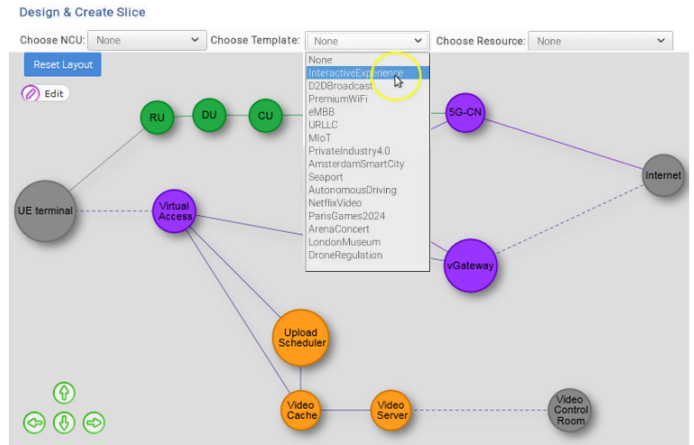 Design & Create Slice
Choose NCU: None Choose Template: None Choose Resource: None
Reset Layout
None
InteractiveExperience
Edit
D2DBroadcast
PremiumWiFi
eMBB
RU DU CU 5G-CN
URLLC
MioT
PrivateIndustry4.0
AmsterdamSmartCity
Seaport
Internet
AutonomousDriving
NetflixVideo
UE terminal
Virtual
Access
ParisGames2024
ArenaConcert
LondonMuseum
DroneRegulation
vGateway
Upload
Scheduler
Video
Cache
Video
Server
Video
Control
Room